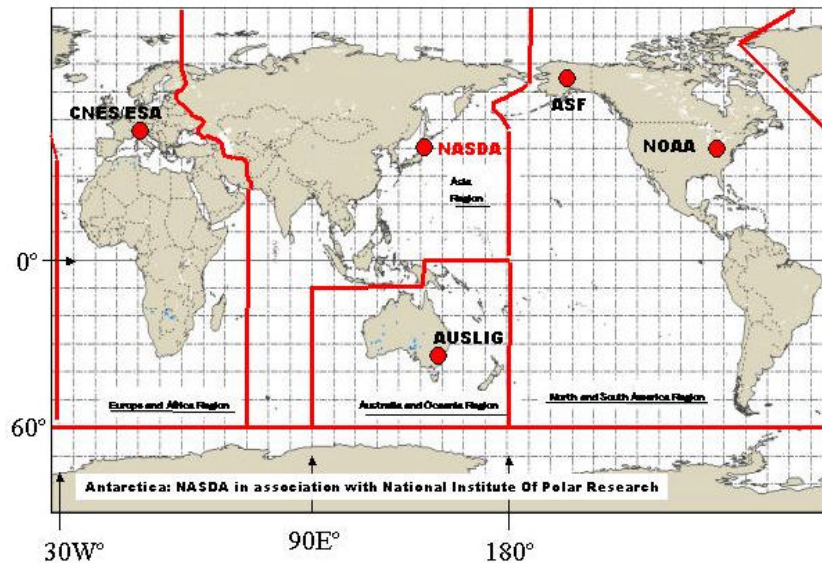 CNES/ESA
ASF
NASDA
NOAA
Asia
Region
0°
AUSLIG
Europe and Africa Region
Australia and Oceania Region
North and South America Region
60°
Antarctica: NASDA in association with National Institute Of Polar Research
30W°
90E°
180°